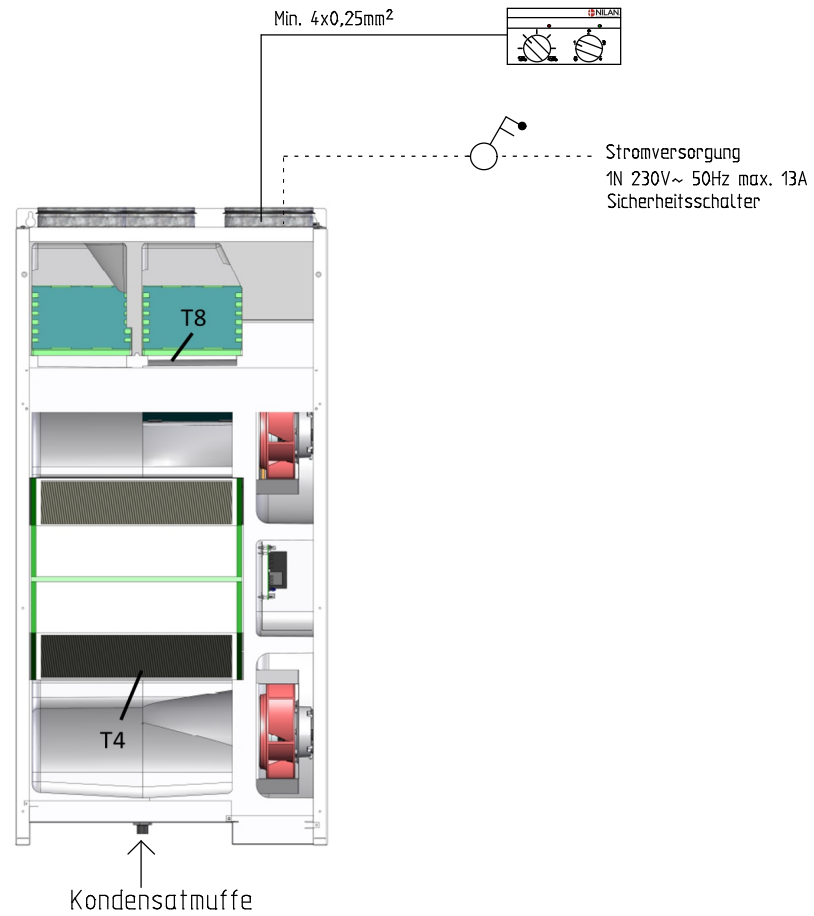 Min. 4x0,25mm²
NILAN
Stromversorgung
1N 230V~ 50Hz max. 13A
Sicherheitsschalter
T8
T4
Kondensatmuffe